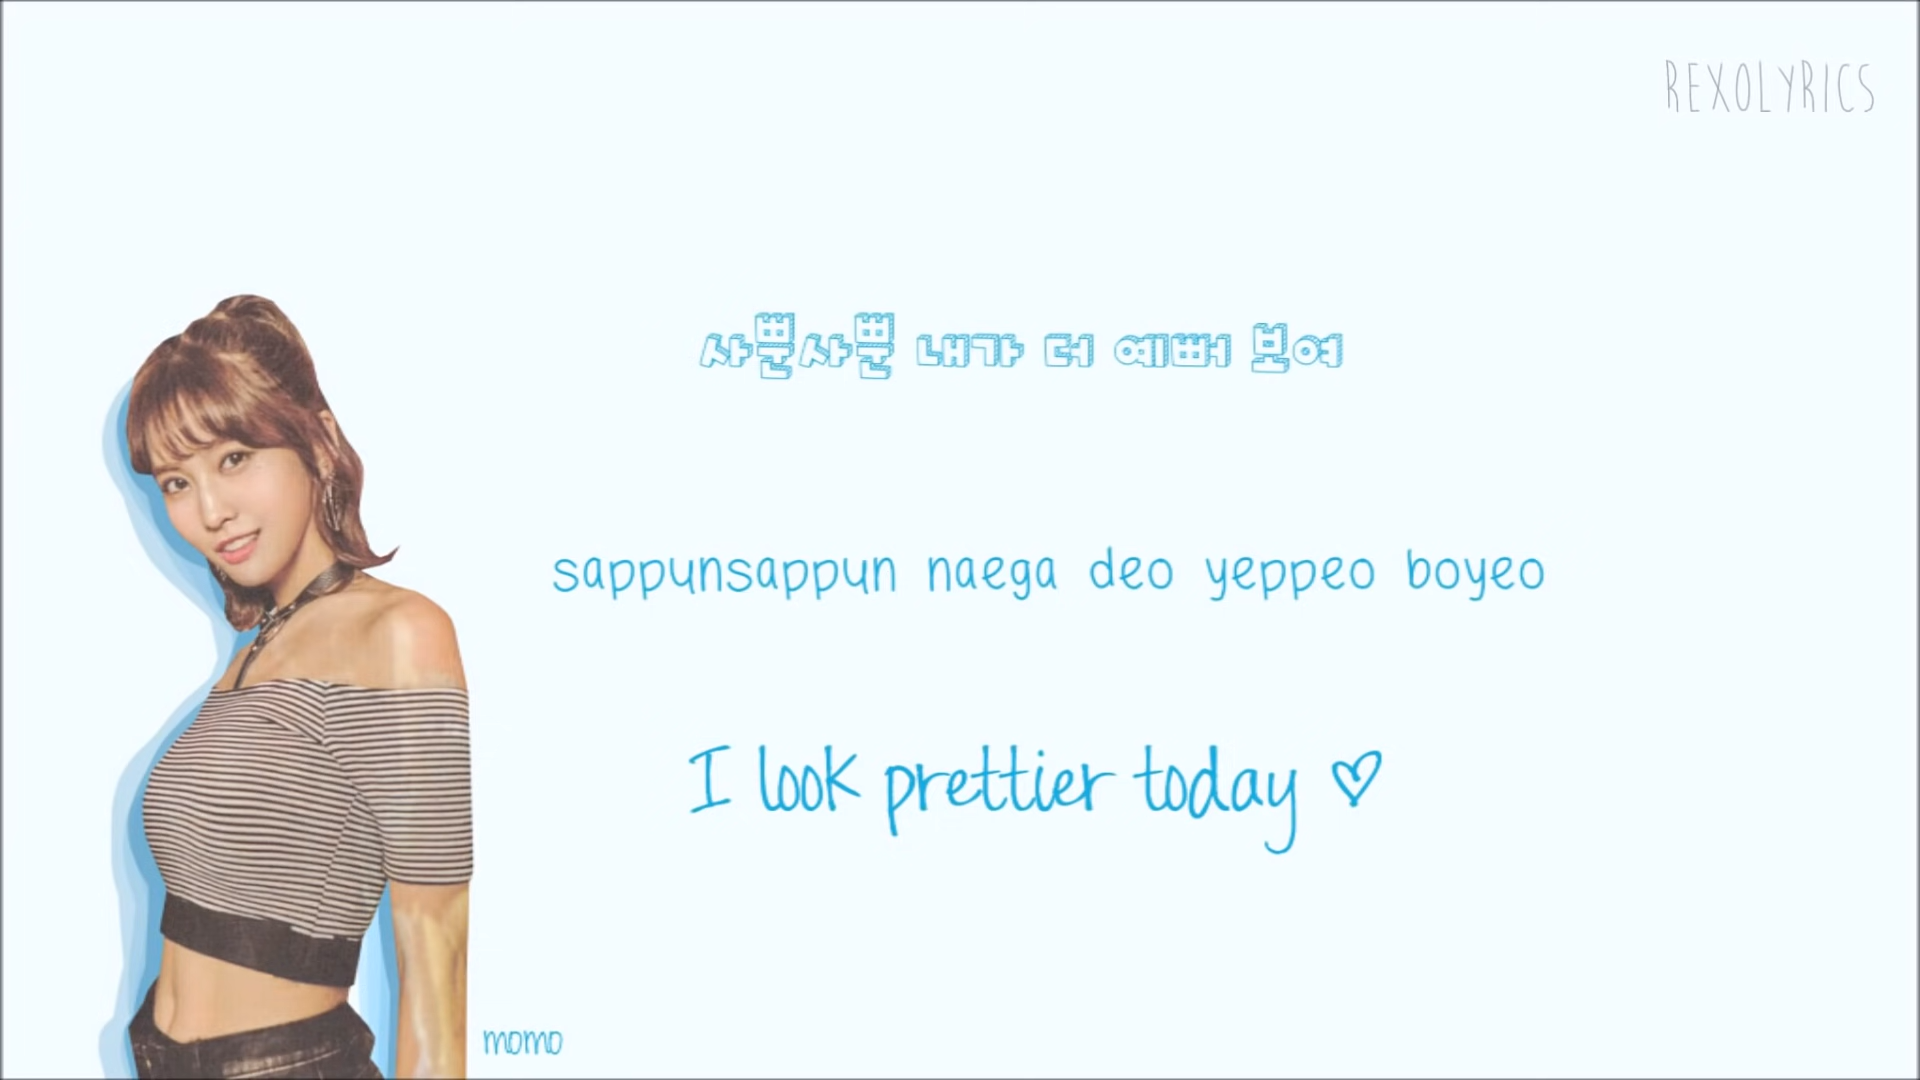 REXOLYRICS
사뿐사뿐 내가 더 예뻐 보여
sappunsappun naega deo yeppeo boyeo
I look prettier today ♡
momo